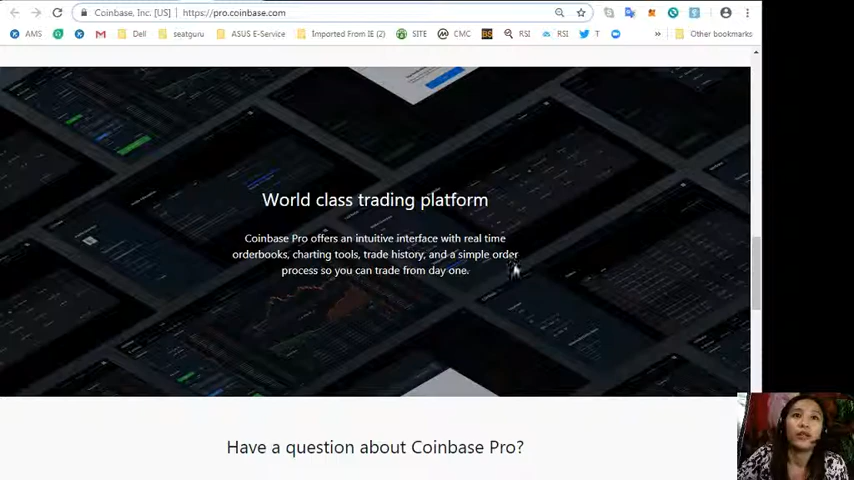 Coinbase, Inc. [US] | https://pro.coinbase.com
AMS
Dell
seatguru
ASUS E-Service
Imported From IE (2)
SITE
CMC
BS
RSI
RSI
T
»
Other bookmarks
World class trading platform
Coinbase Pro offers an intuitive interface with real time
orderbooks, charting tools, trade history, and a simple order
process so you can trade from day one.
Have a question about Coinbase Pro?